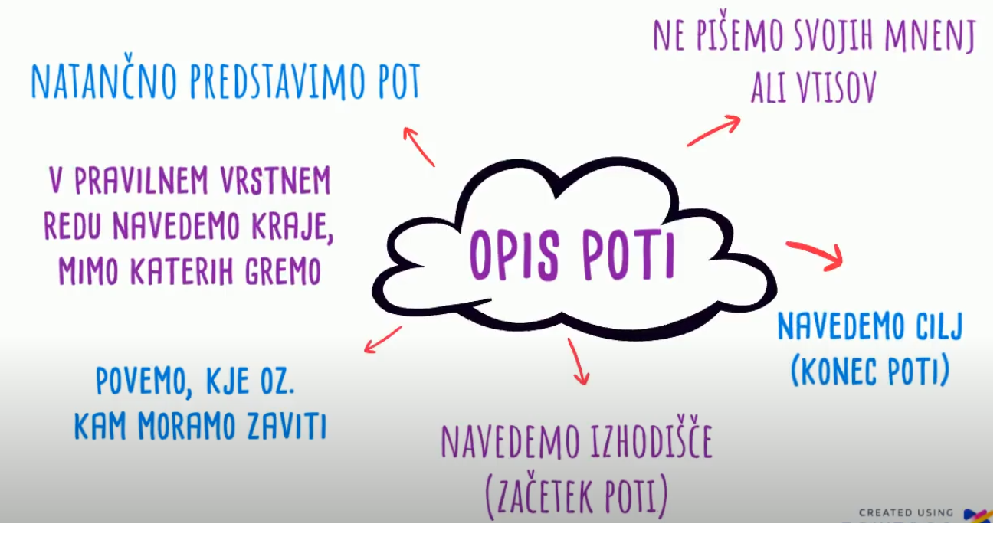 NE PIŠEMO SVOJIH MNENJ
ALI VTISOV
NATANČNO PREDSTAVIMO POT
V PRAVILNEM VRSTNEM
REDU NAVEDEMO KRAJE,
MIMO KATERIH GREMO
OPIS POTI
NAVEDEMO CILJ
(KONEC POTI)
POVEMO, KJE OZ.
KAM MORAMO ZAVITI
NAVEDEMO IZHODIŠČE
(ZAČETEK POTI)
CREATED USING